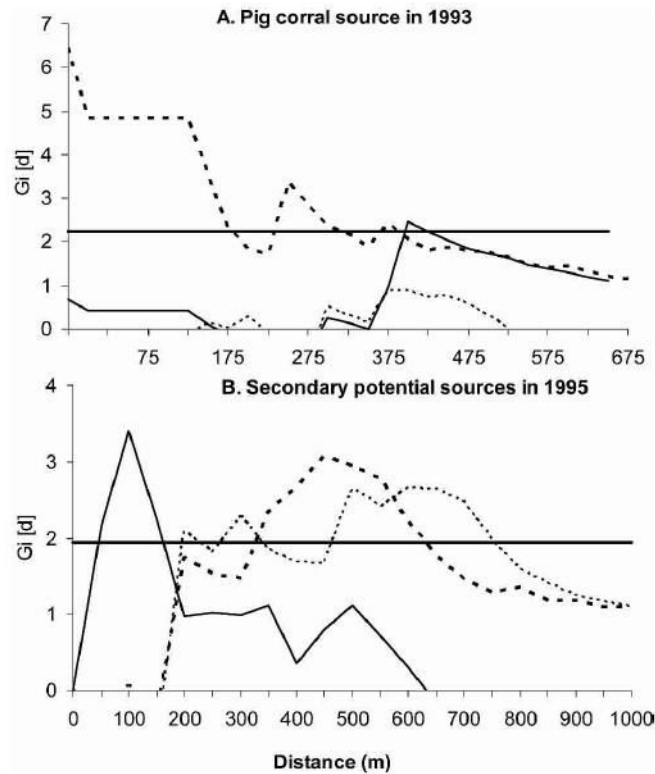 A. Pig corral source in 1993
7
6
5
4
3
2
1
0
Gi [d]
75 175 275 375 475 575 675
B. Secondary potential sources in 1995
4
3
2
1
0
Gi [d]
0 100 200 300 400 500 600 700 800 900 1000
Distance (m)